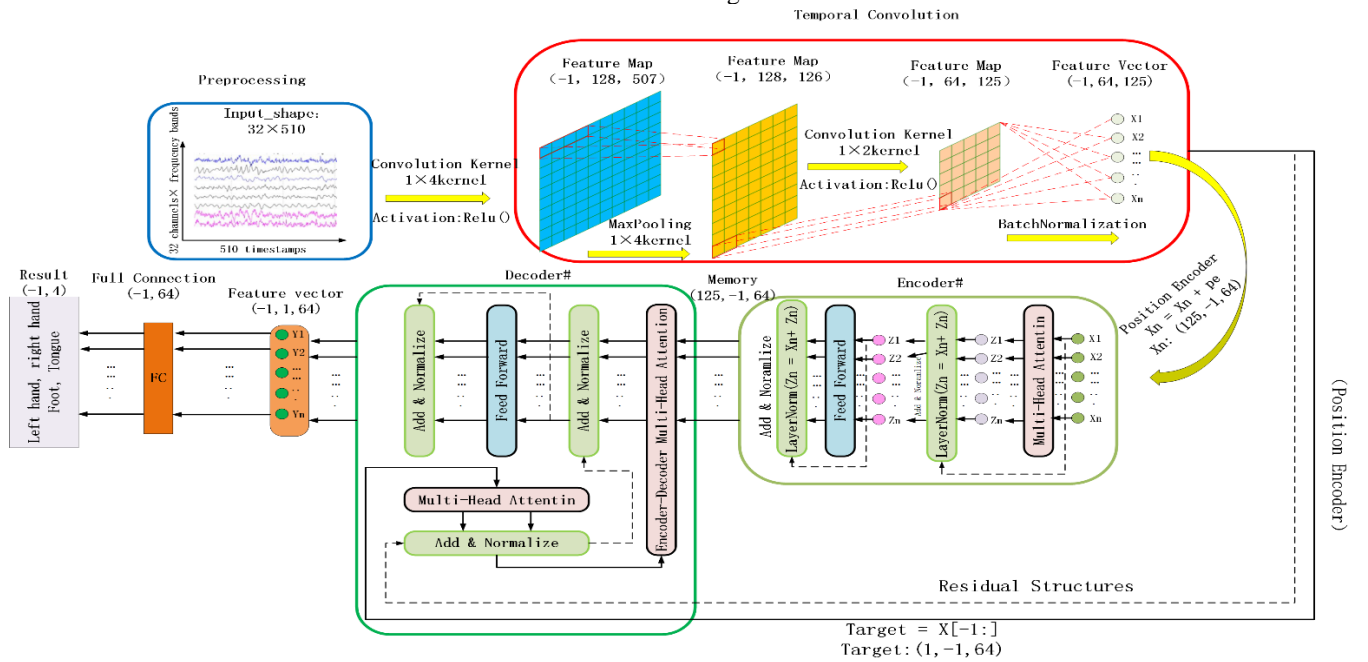 Temporal Convolution
Preprocessing
Input_shape:
32×510
32 channels× frequency bands
510 timestamps
Convolution Kernel
1×4kernel
Activation:Relu()
Feature Map
(-1, 128, 507)
MaxPooling
1×4kernel
Feature Map
(-1, 128, 126)
Convolution Kernel
1×2kernel
Activation:Relu()
Feature Map
(-1, 64, 125)
Feature Vector
(-1,64,125)
X1
X2
...
...
..
.
Xn
BatchNormalization
Position Encoder
Xn = Xn + pe
Xn: (125,-1,64)
(Position Encoder)
Result
(-1,4)
Left hand, right hand
Foot, Tongue
Full Connection
(-1,64)
FC
Feature vector
(-1,1,64)
Y1
Y2
...
...
..
.
Yn
Decoder#
Add & Normalize
Feed Forward
Add & Normalize
Encoder-Decoder Multi-Head Attention
Multi-Head Attentin
Add & Normalize
Memory
(125,-1,64)
Encoder#
Add & Noramlize
LayerNorm(Zn = Xn+ Zn)
Feed Forward
Z1
Z2
...
...
..
.
Zn
Add & Noramlize
LayerNorm(Zn = Xn+ Zn)
Z1
Z2
...
...
..
.
Zn
Multi-Head Attentin
X1
X2
...
...
..
.
Xn
Residual Structures
Target = X[-1:]
Target:(1,-1,64)